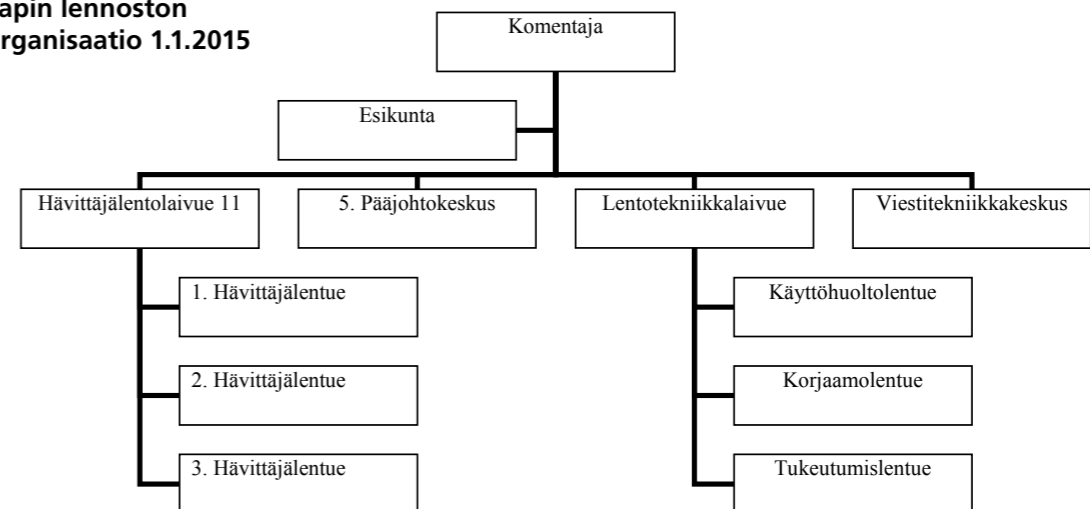 apin lennoston
rganisaatio 1.1.2015
Komentaja
Esikunta
Hävittäjälentolaivue 11
5. Pääjohtokeskus
Lentotekniikkalaivue
Viestitekniikkakeskus
1. Hävittäjälentue
Käyttöhuoltolentue
2. Hävittäjälentue
Korjaamolentue
3. Hävittäjälentue
Tukeutumislentue